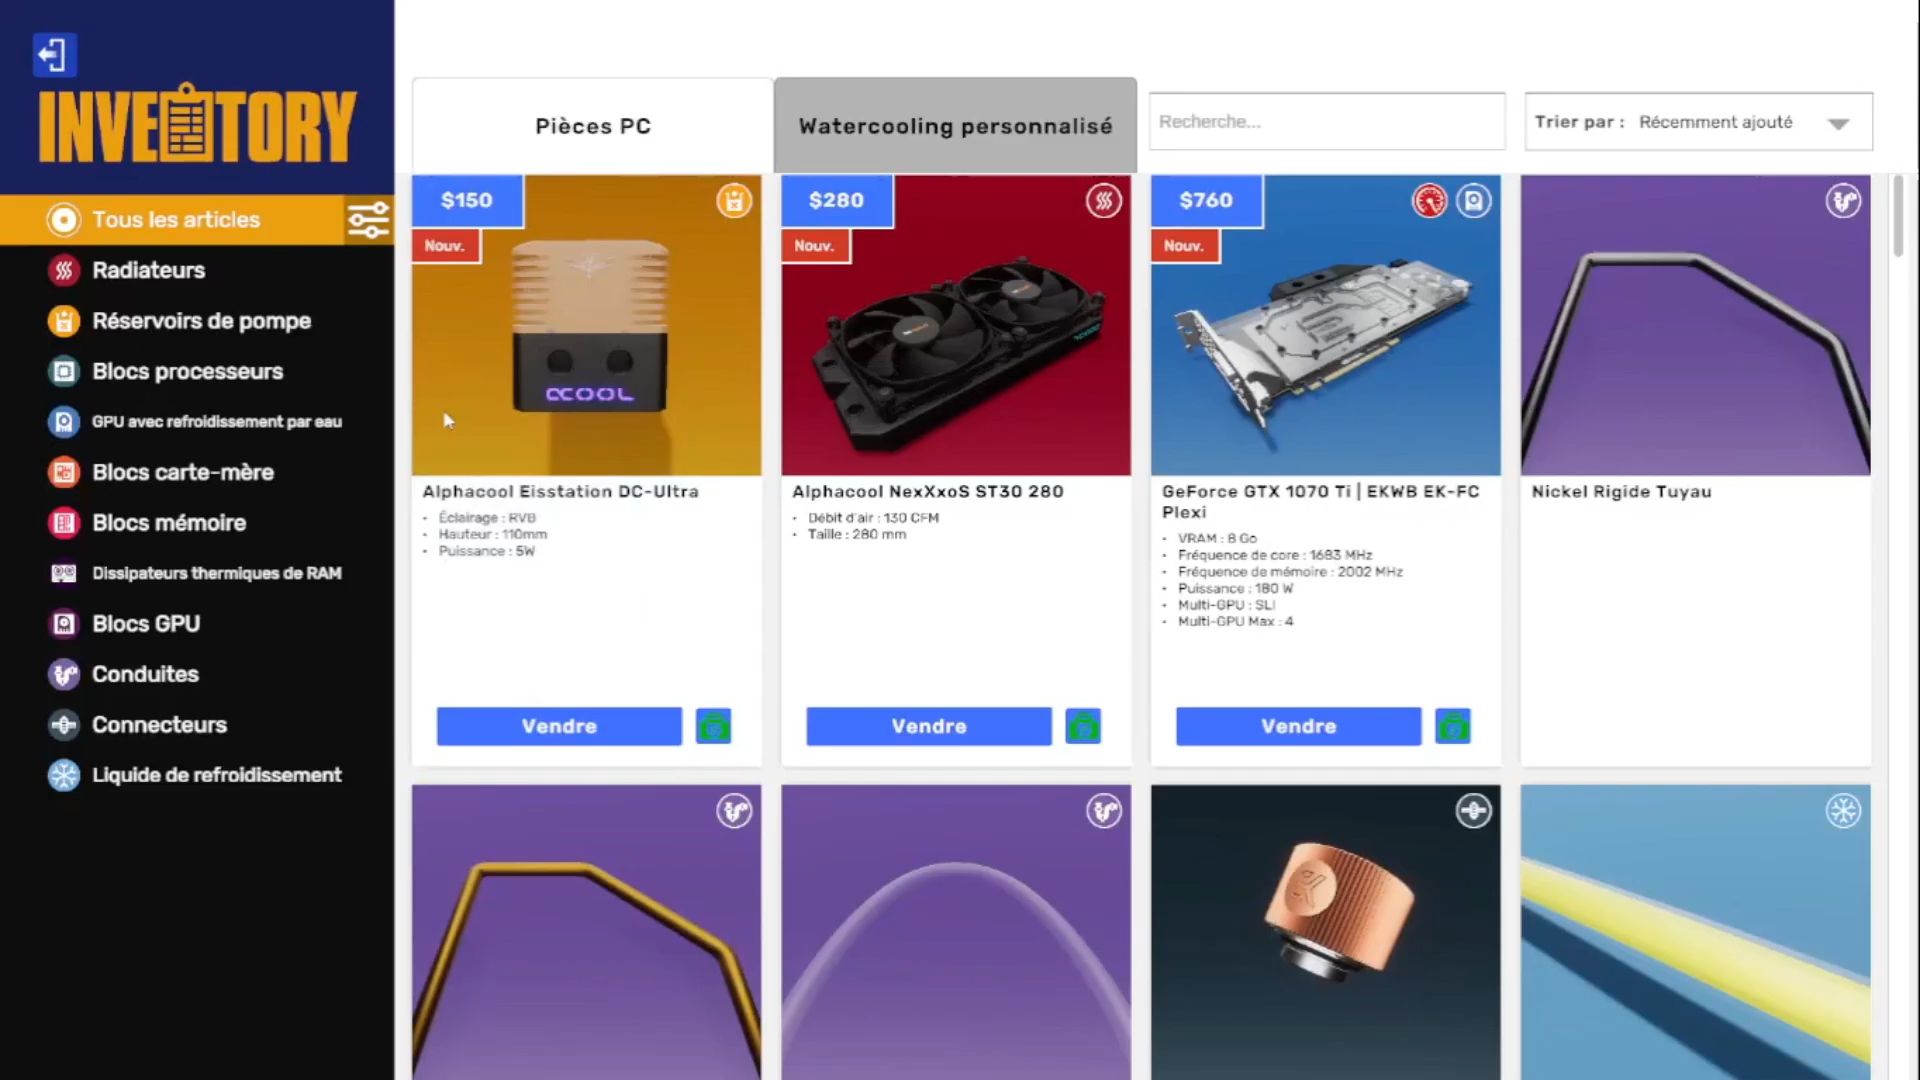 INVENTORY
Tous les articles
Radiateurs
Réservoirs de pompe
Blocs processeurs
GPU avec refroidissement par eau
Blocs carte-mère
Blocs mémoire
Dissipateurs thermiques de RAM
Blocs GPU
Conduites
Connecteurs
Liquide de refroidissement
Pièces PC
Watercooling personnalisé
Recherche...
Trier par : Récemment ajouté
$150
Nouv.
ACOOL
Alphacool Eisstation DC-Ultra
• Éclairage : RVB
• Hauteur : 110mm
• Puissance : 5W
Vendre
$280
Nouv.
Alphacool NexXxoS ST30 280
• Débit d'air : 130 CFM
• Taille : 280 mm
Vendre
$760
Nouv.
GeForce GTX 1070 Ti | EKWB EK-FC
Plexi
• VRAM : 8 Go
• Fréquence de core : 1683 MHz
• Fréquence de mémoire : 2002 MHz
• Puissance : 180 W
• Multi-GPU : SLI
• Multi-GPU Max : 4
Vendre
Nickel Rigide Tuyau